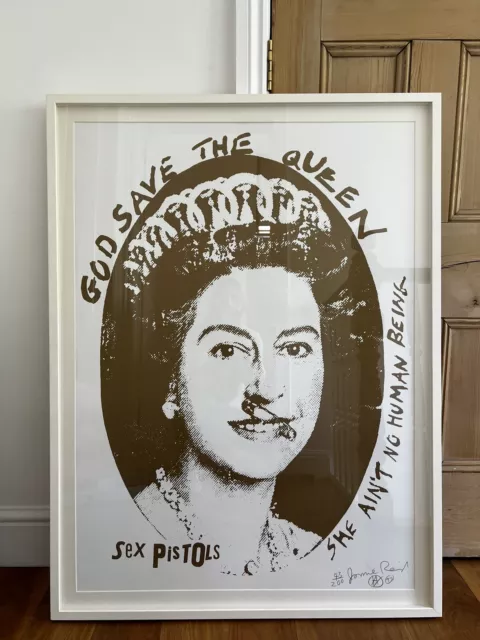 GOD SAVE THE QUEEN
SHE AIN'T NO HUMAN BEING
SEX PISTOLS
Jamie Reid